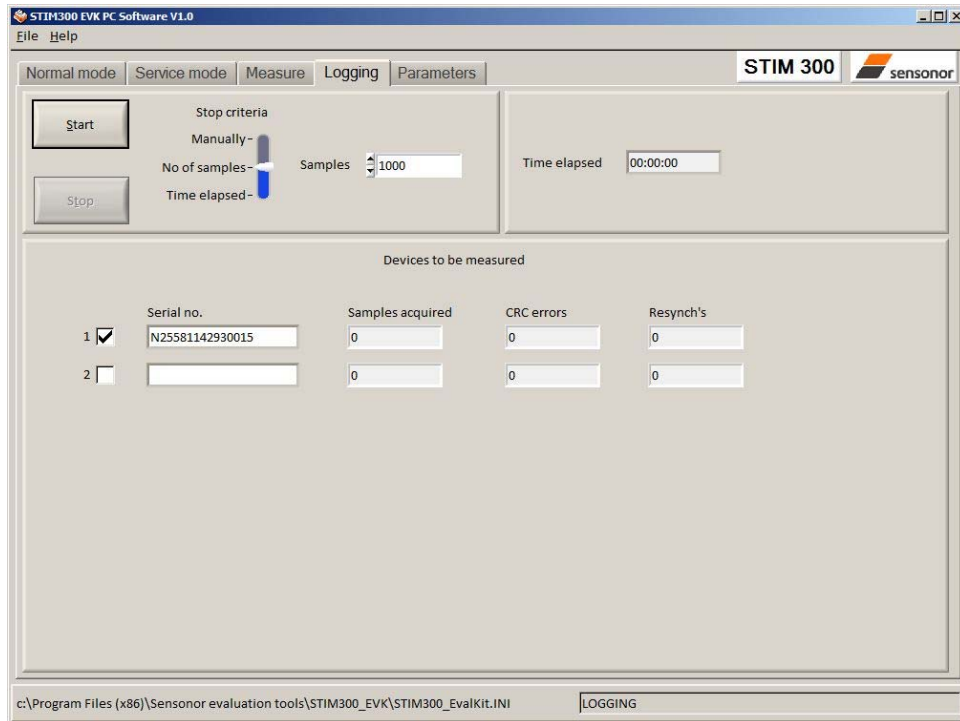 STIM300 EVK PC Software V1.0
File Help
Normal mode Service mode Measure Logging Parameters STIM 300 sensonor
Start
Stop
Stop criteria
Manually-
No of samples-
Time elapsed-
Samples 1000
Time elapsed 00:00:00
Devices to be measured
Serial no. Samples acquired CRC errors Resynch's
1 N25581142930015 0 0 0
2 0 0 0
c:\Program Files (x86)\Sensonor evaluation tools\STIM300_EVK\STIM300_EvalKit.INI LOGGING